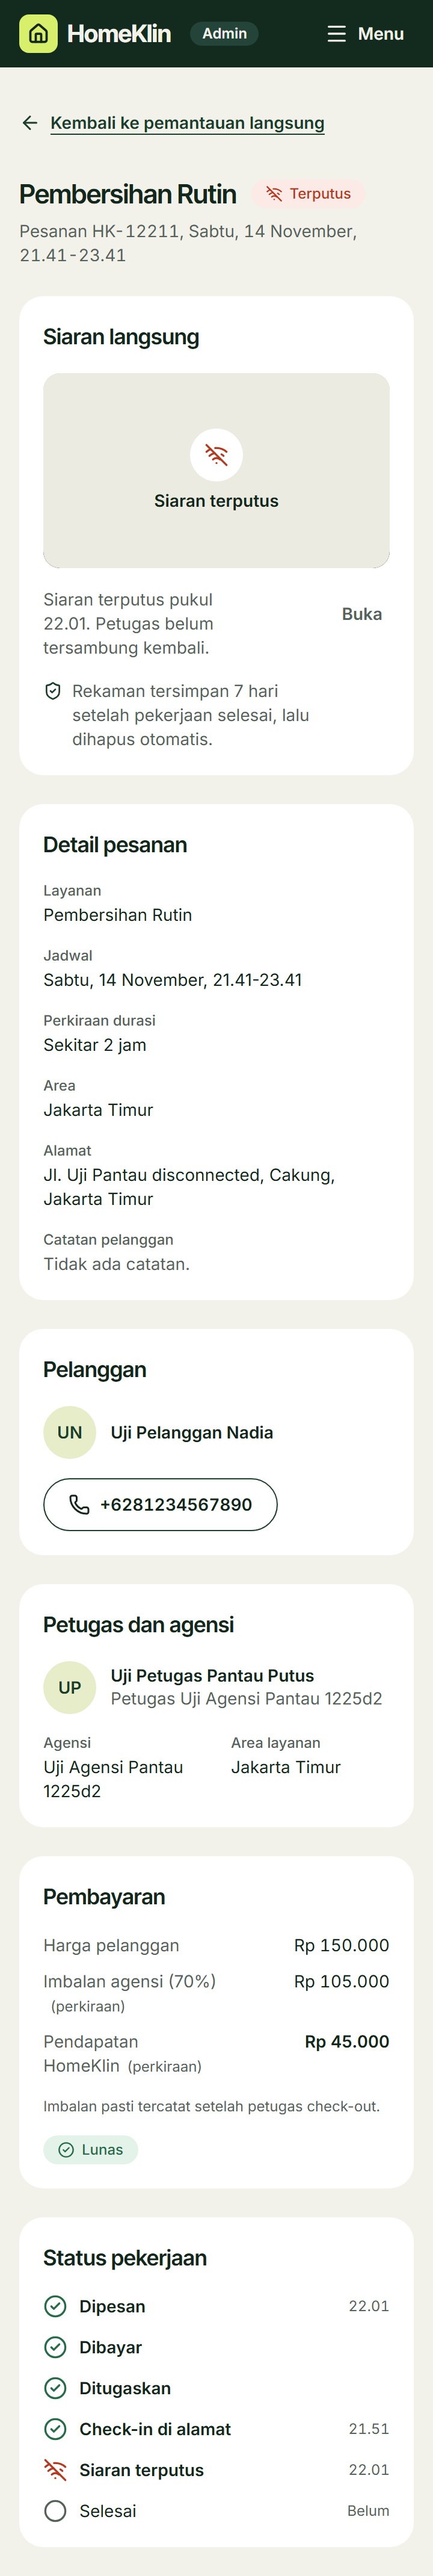 HomeKlin Admin Menu
Kembali ke pemantauan langsung
Pembersihan Rutin Terputus
Pesanan HK-12211, Sabtu, 14 November,
21.41-23.41
Siaran langsung
Siaran terputus
Siaran terputus pukul
22.01. Petugas belum
tersambung kembali.
Buka
Rekaman tersimpan 7 hari
setelah pekerjaan selesai, lalu
dihapus otomatis.
Detail pesanan
Layanan
Pembersihan Rutin
Jadwal
Sabtu, 14 November, 21.41-23.41
Perkiraan durasi
Sekitar 2 jam
Area
Jakarta Timur
Alamat
Jl. Uji Pantau disconnected, Cakung,
Jakarta Timur
Catatan pelanggan
Tidak ada catatan.
Pelanggan
UN Uji Pelanggan Nadia
+6281234567890
Petugas dan agensi
UP
Uji Petugas Pantau Putus
Petugas Uji Agensi Pantau 1225d2
Agensi
Uji Agensi Pantau
1225d2
Area layanan
Jakarta Timur
Pembayaran
Harga pelanggan Rp 150.000
Imbalan agensi (70%) Rp 105.000
(perkiraan)
Pendapatan Rp 45.000
HomeKlin (perkiraan)
Imbalan pasti tercatat setelah petugas check-out.
Lunas
Status pekerjaan
Dipesan 22.01
Dibayar
Ditugaskan
Check-in di alamat 21.51
Siaran terputus 22.01
Selesai Belum